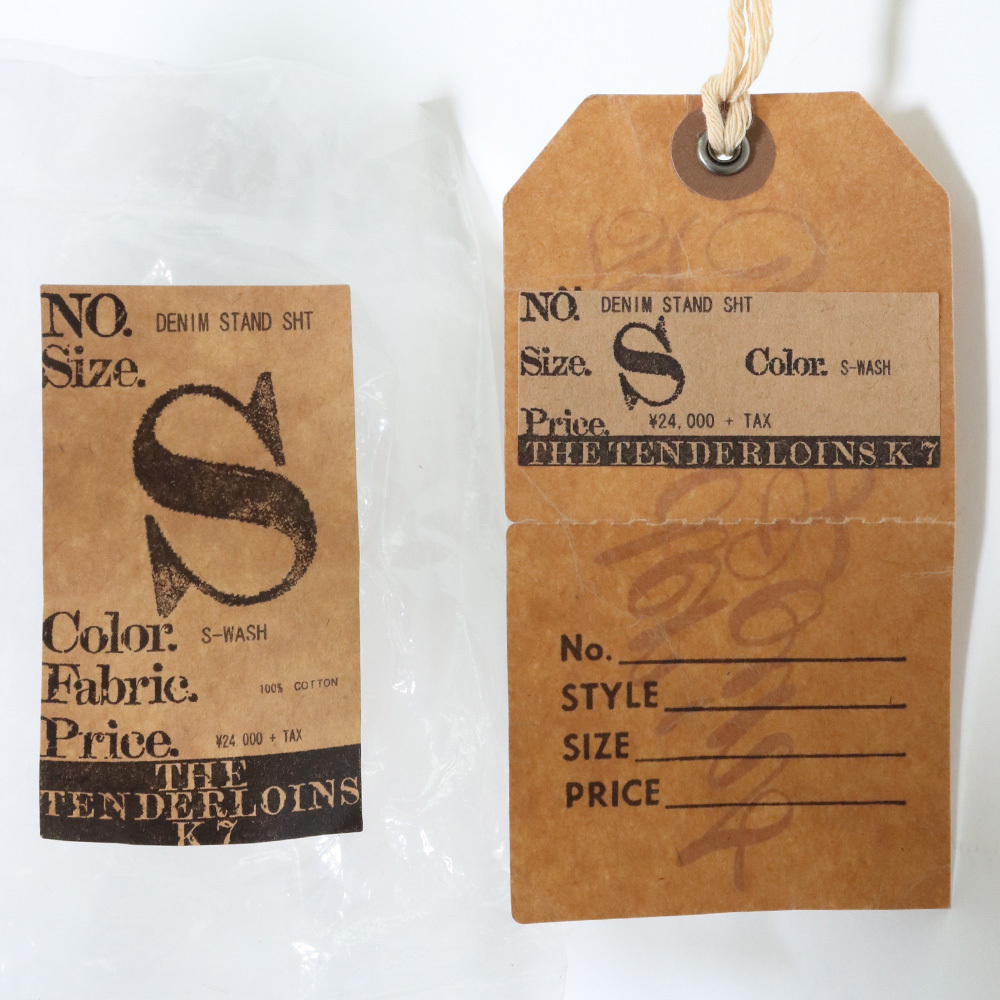 NO. DENIM STAND SHT
Size.
S
Color. S-WASH
Fabric. 100% COTTON
Price. ¥24 000 + TAX
THE
TENDERLOINS
K 7
NO. DENIM STAND SHT
Size. S Color. S-WASH
Price. ¥24,000 + TAX
THE TENDERLOINS K 7
No.
STYLE
SIZE
PRICE